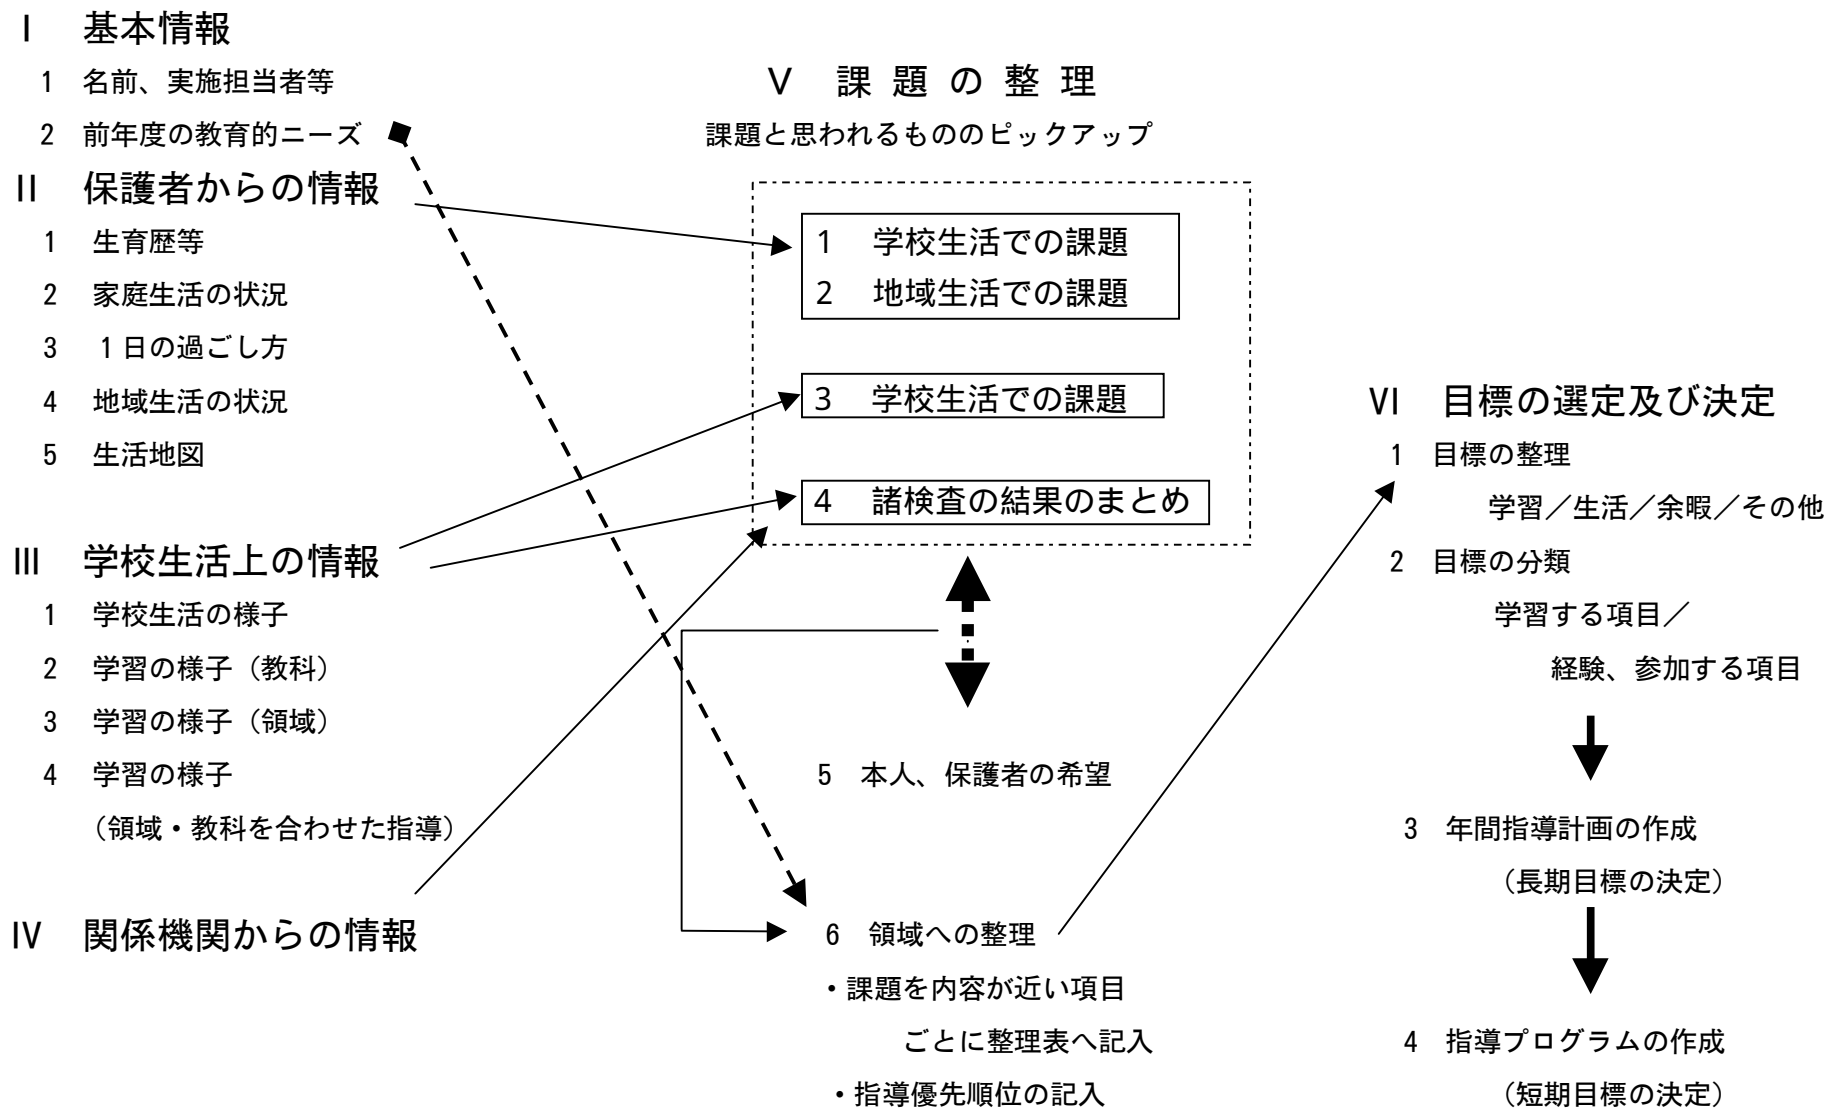 Ⅰ 基本情報
1 名前、実施担当者等
2 前年度の教育的ニーズ
Ⅱ 保護者からの情報
1 生育歴等
2 家庭生活の状況
3 1日の過ごし方
4 地域生活の状況
5 生活地図
Ⅲ 学校生活上の情報
1 学校生活の様子
2 学習の様子（教科）
3 学習の様子（領域）
4 学習の様子
（領域・教科を合わせた指導）
Ⅳ 関係機関からの情報
Ⅴ 課題の整理
課題と思われるもののピックアップ
1 学校生活での課題
2 地域生活での課題
3 学校生活での課題
4 諸検査の結果のまとめ
5 本人、保護者の希望
6 領域への整理
・課題を内容が近い項目
ごとに整理表へ記入
・指導優先順位の記入
Ⅵ 目標の選定及び決定
1 目標の整理
学習／生活／余暇／その他
2 目標の分類
学習する項目／
経験、参加する項目
3 年間指導計画の作成
（長期目標の決定）
4 指導プログラムの作成
（短期目標の決定）